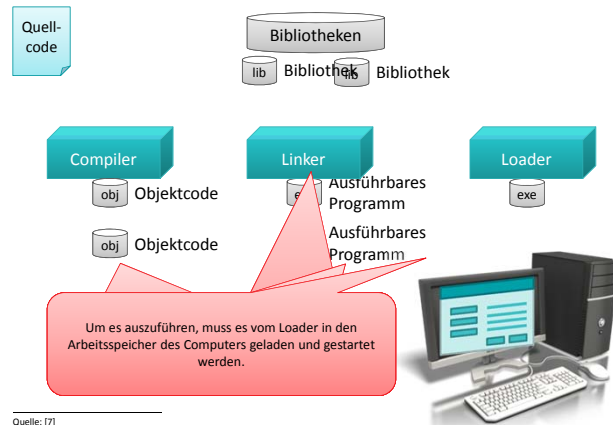 Quell-
code
Bibliotheken
lib Bibliothek lib Bibliothek
Compiler
Linker
Loader
obj Objektcode
Ausführbares
Programm
exe
obj Objektcode
Ausführbares
Programm
Um es auszuführen, muss es vom Loader in den
Arbeitsspeicher des Computers geladen und gestartet
werden.
Quelle: [7]